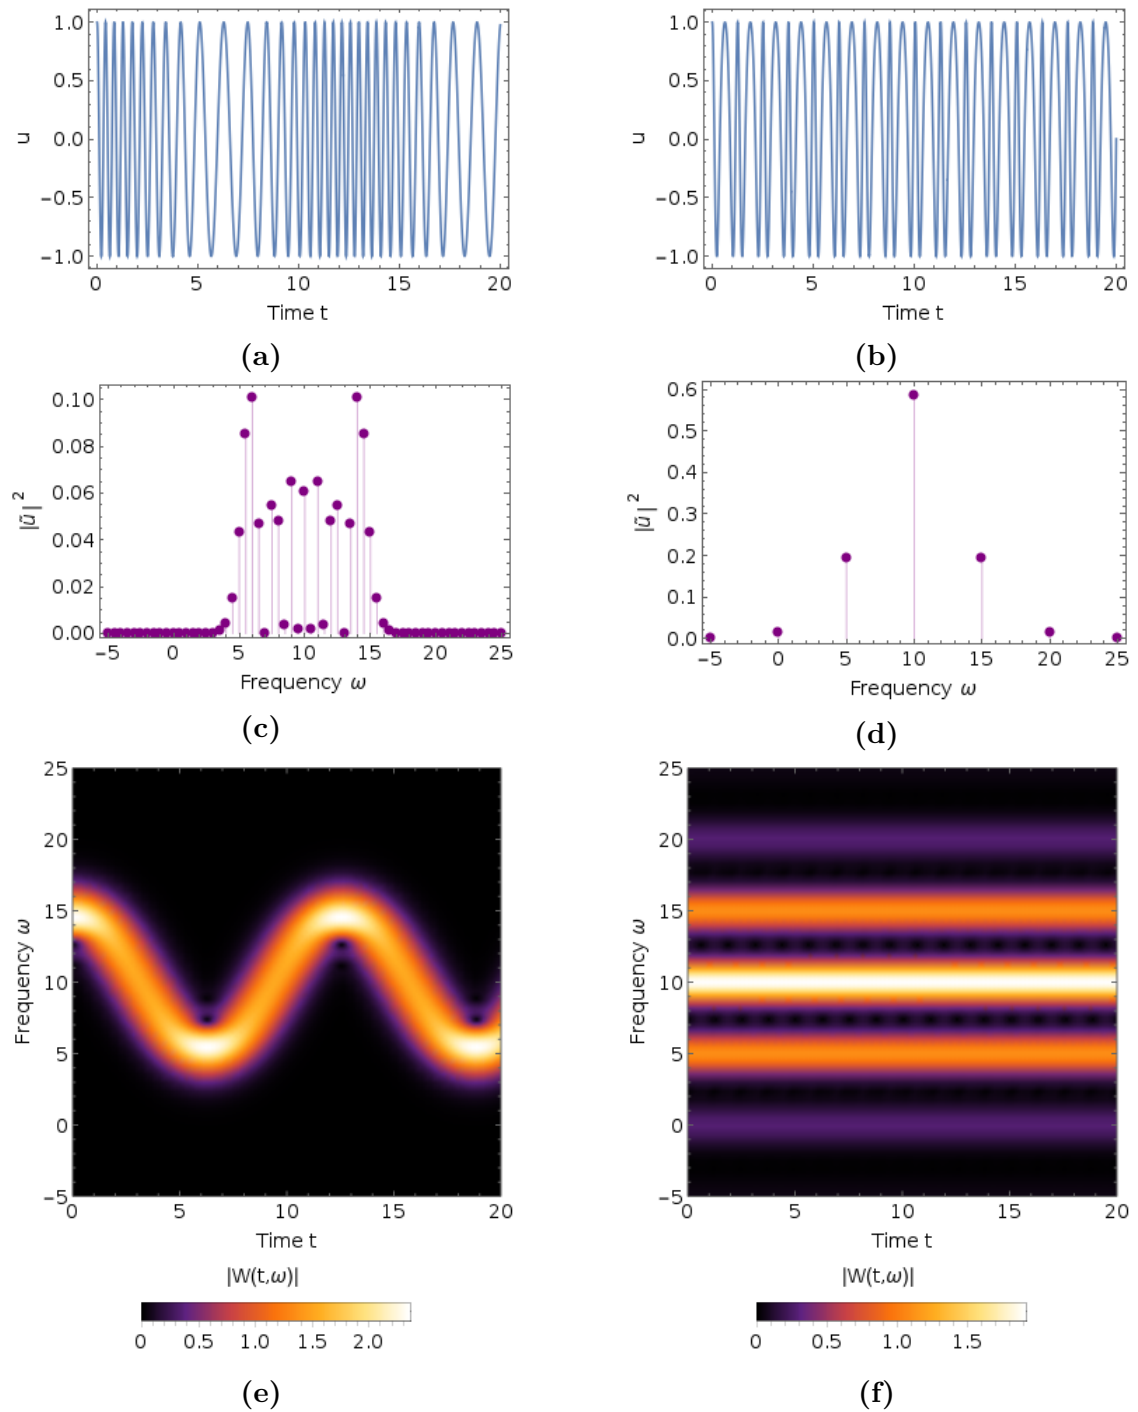 1.0
0.5
0.0
−0.5
−1.0
u
0 5 10 15 20
Time t
(a)
1.0
0.5
0.0
−0.5
−1.0
u
0 5 10 15 20
Time t
(b)
0.10
0.08
0.06
0.04
0.02
0.00
|ũ|²
−5 0 5 10 15 20 25
Frequency ω
(c)
0.6
0.5
0.4
0.3
0.2
0.1
0.0
|ũ|²
−5 0 5 10 15 20 25
Frequency ω
(d)
25
20
15
10
5
0
−5
Frequency ω
0 5 10 15 20
Time t
|W(t,ω)|
0 0.5 1.0 1.5 2.0
(e)
25
20
15
10
5
0
−5
Frequency ω
0 5 10 15 20
Time t
|W(t,ω)|
0 0.5 1.0 1.5
(f)